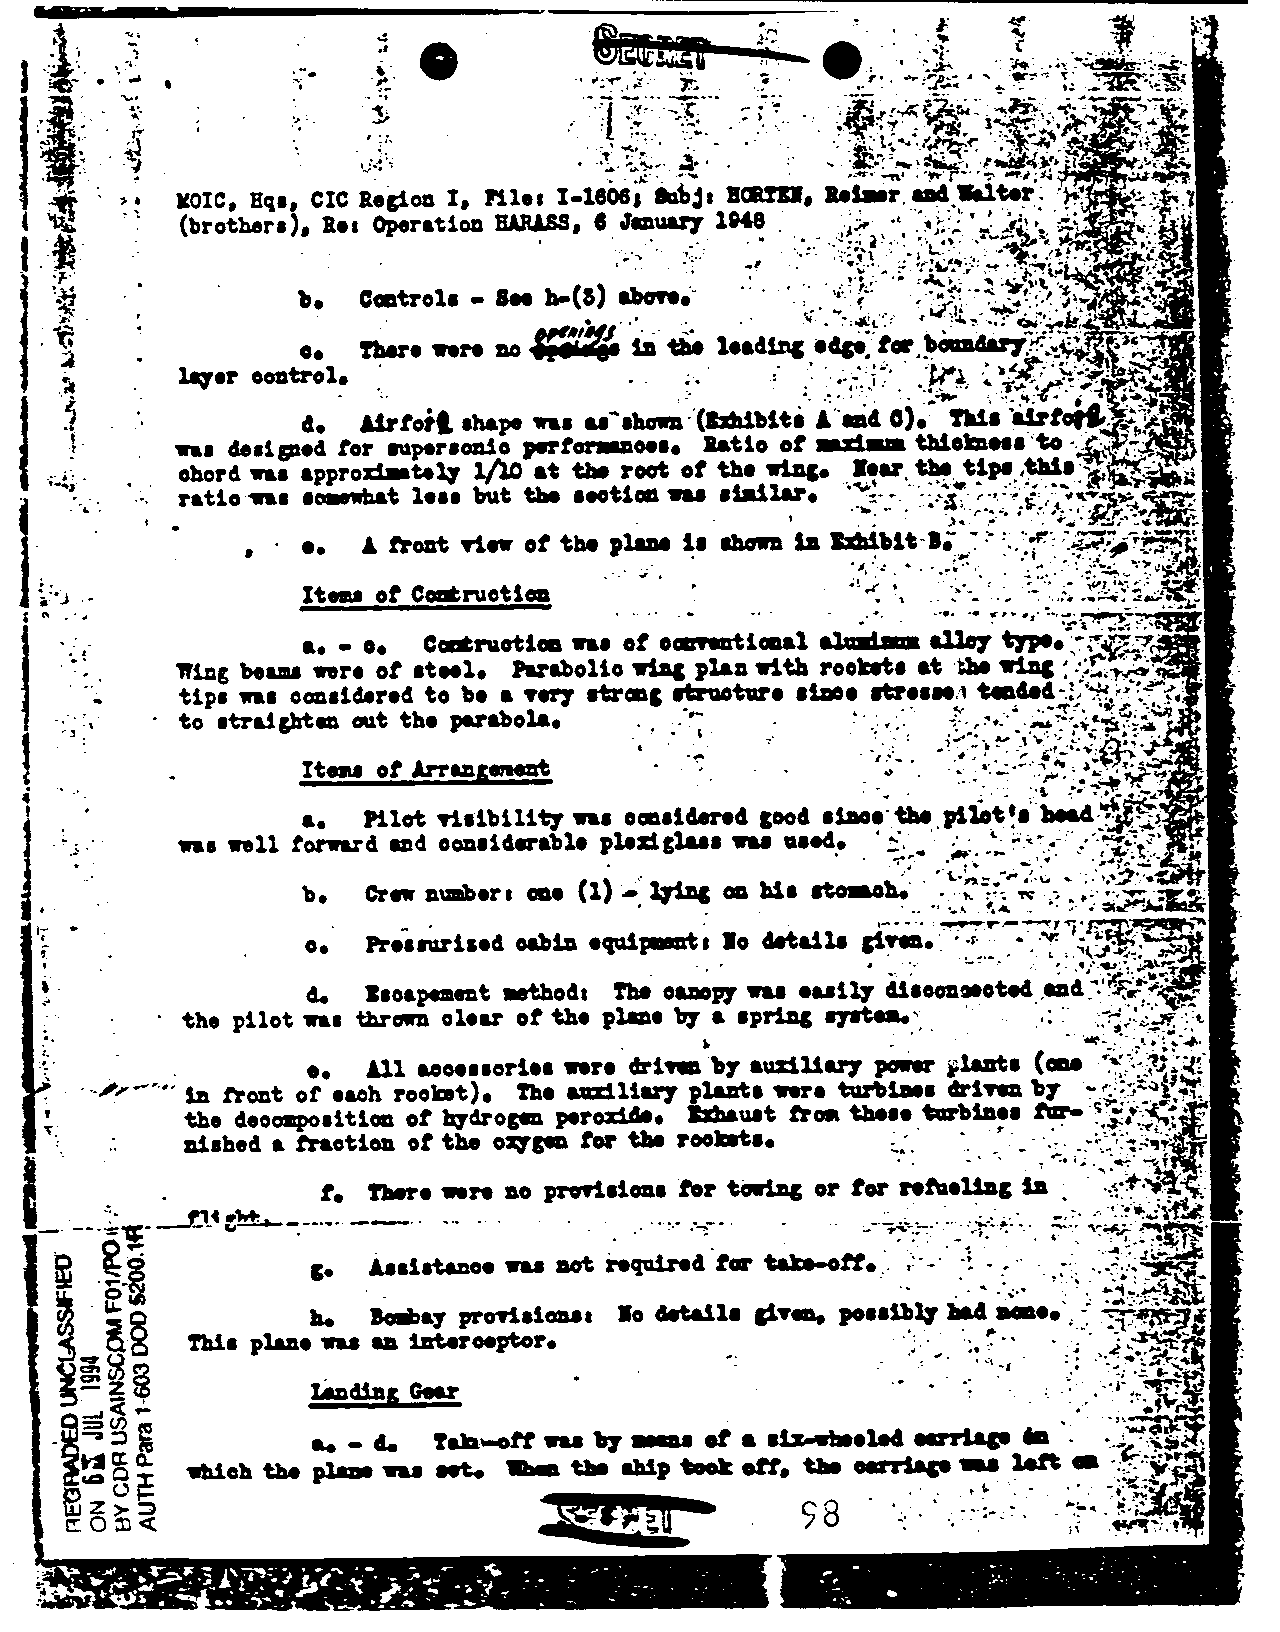 SECRET
MOIC, Hqs, CIC Region I, File: I-1606; Subj: HORTEN, Reimer and Walter
(brothers), Re: Operation HARASS, 6 January 1948
b. Controls - See h-(3) above.
openings
c. There were no in the leading edge for boundary
layer control.
d. Airfoil shape was as shown (Exhibits A and C). This airfoil
was designed for supersonic performances. Ratio of maximum thickness to
chord was approximately 1/10 at the root of the wing. Near the tips this
ratio was somewhat less but the section was similar.
e. A front view of the plane is shown in Exhibit B.
Items of Contruction
a. - c. Contruction was of conventional aluminum alloy type.
Wing beams were of steel. Parabolic wing plan with rockets at the wing
tips was considered to be a very strong structure since stresses tended
to straighten out the parabola.
Items of Arrangement
a. Pilot visibility was considered good since the pilot's head
was well forward and considerable plexiglass was used.
b. Crew number: one (1) - lying on his stomach.
c. Pressurized cabin equipment: No details given.
d. Escapement method: The canopy was easily disconnected and
the pilot was thrown clear of the plane by a spring system.
e. All accessories were driven by auxiliary power plants (one
in front of each rocket). The auxiliary plants were turbines driven by
the decomposition of hydrogen peroxide. Exhaust from these turbines fur-
nished a fraction of the oxygen for the rockets.
f. There were no provisions for towing or for refueling in
flight.
g. Assistance was not required for take-off.
h. Bombay provisions: No details given, possibly had none.
This plane was an interceptor.
Landing Gear
a. - d. Take-off was by means of a six-wheeled carriage in
which the plane was set. When the ship took off, the carriage was left on
SECRET
98
REGRADED UNCLASSIFIED
ON JUL 1994
BY CDR USAINSCOM F01/PO
AUTH Para 1-603 DOD 5200.1R